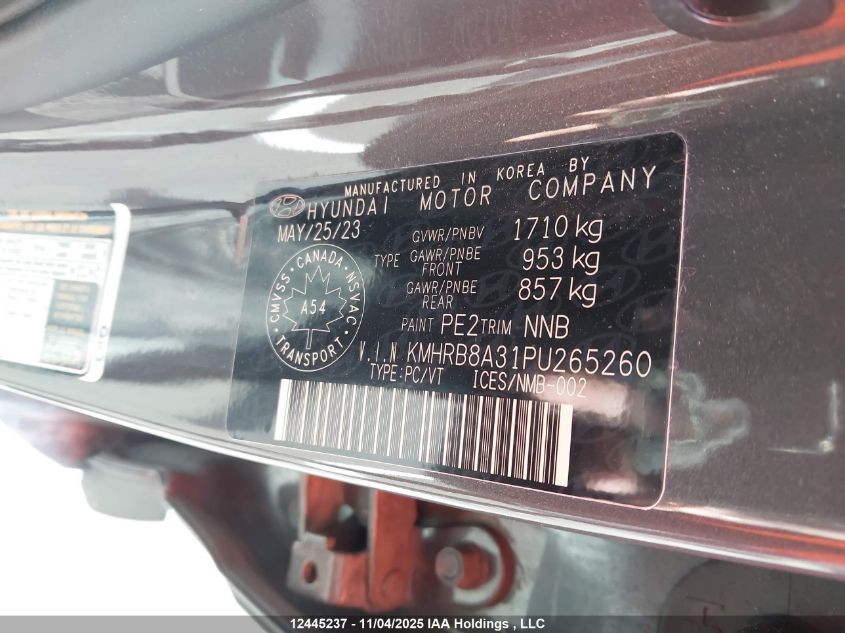 MANUFACTURED IN KOREA BY
HYUNDAI MOTOR COMPANY
MAY/25/23
GVWR/PNBV 1710 kg
TYPE GAWR/PNBE FRONT 953 kg
GAWR/PNBE REAR 857 kg
CMVSS · CANADA · NSVAC
A54
TRANSPORT
PAINT PE2 TRIM NNB
V.I.N KMHRB8A31PU265260
TYPE:PC/VT ICES/NMB-002
12445237 - 11/04/2025 IAA Holdings , LLC